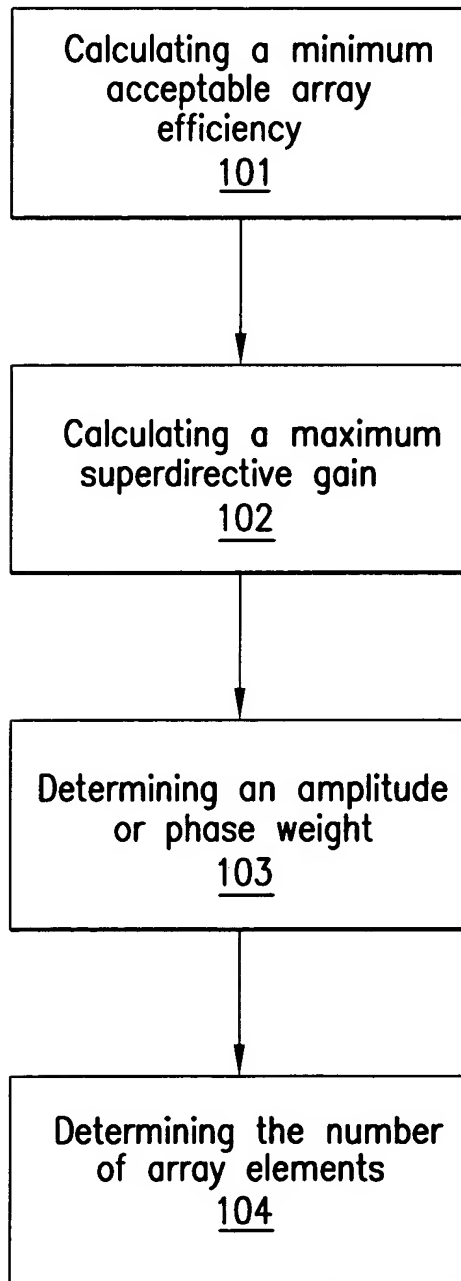 Calculating a minimum
acceptable array
efficiency
101
Calculating a maximum
superdirective gain
102
Determining an amplitude
or phase weight
103
Determining the number
of array elements
104